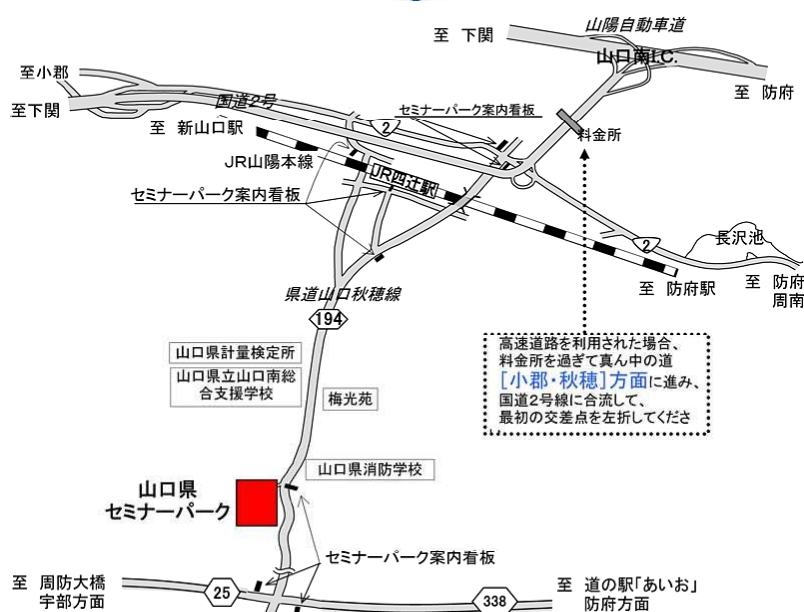 山陽自動車道
至 下関
山口南I.C.
至小郡
至 防府
至下関
国道2号
セミナーパーク案内看板
至 新山口駅
2
料金所
JR山陽本線
JR四辻駅
セミナーパーク案内看板
2
長沢池
至 防府駅
至 防府
周南
県道山口秋穂線
194
高速道路を利用された場合、
料金所を過ぎて真ん中の道
[小郡・秋穂]方面に進み、
国道2号線に合流して、
最初の交差点を左折してくださ
山口県計量検定所
山口県立山口南総
合支援学校
梅光苑
山口県消防学校
山口県
セミナーパーク
セミナーパーク案内看板
至 周防大橋
宇部方面
25
338
至 道の駅「あいお」
防府方面